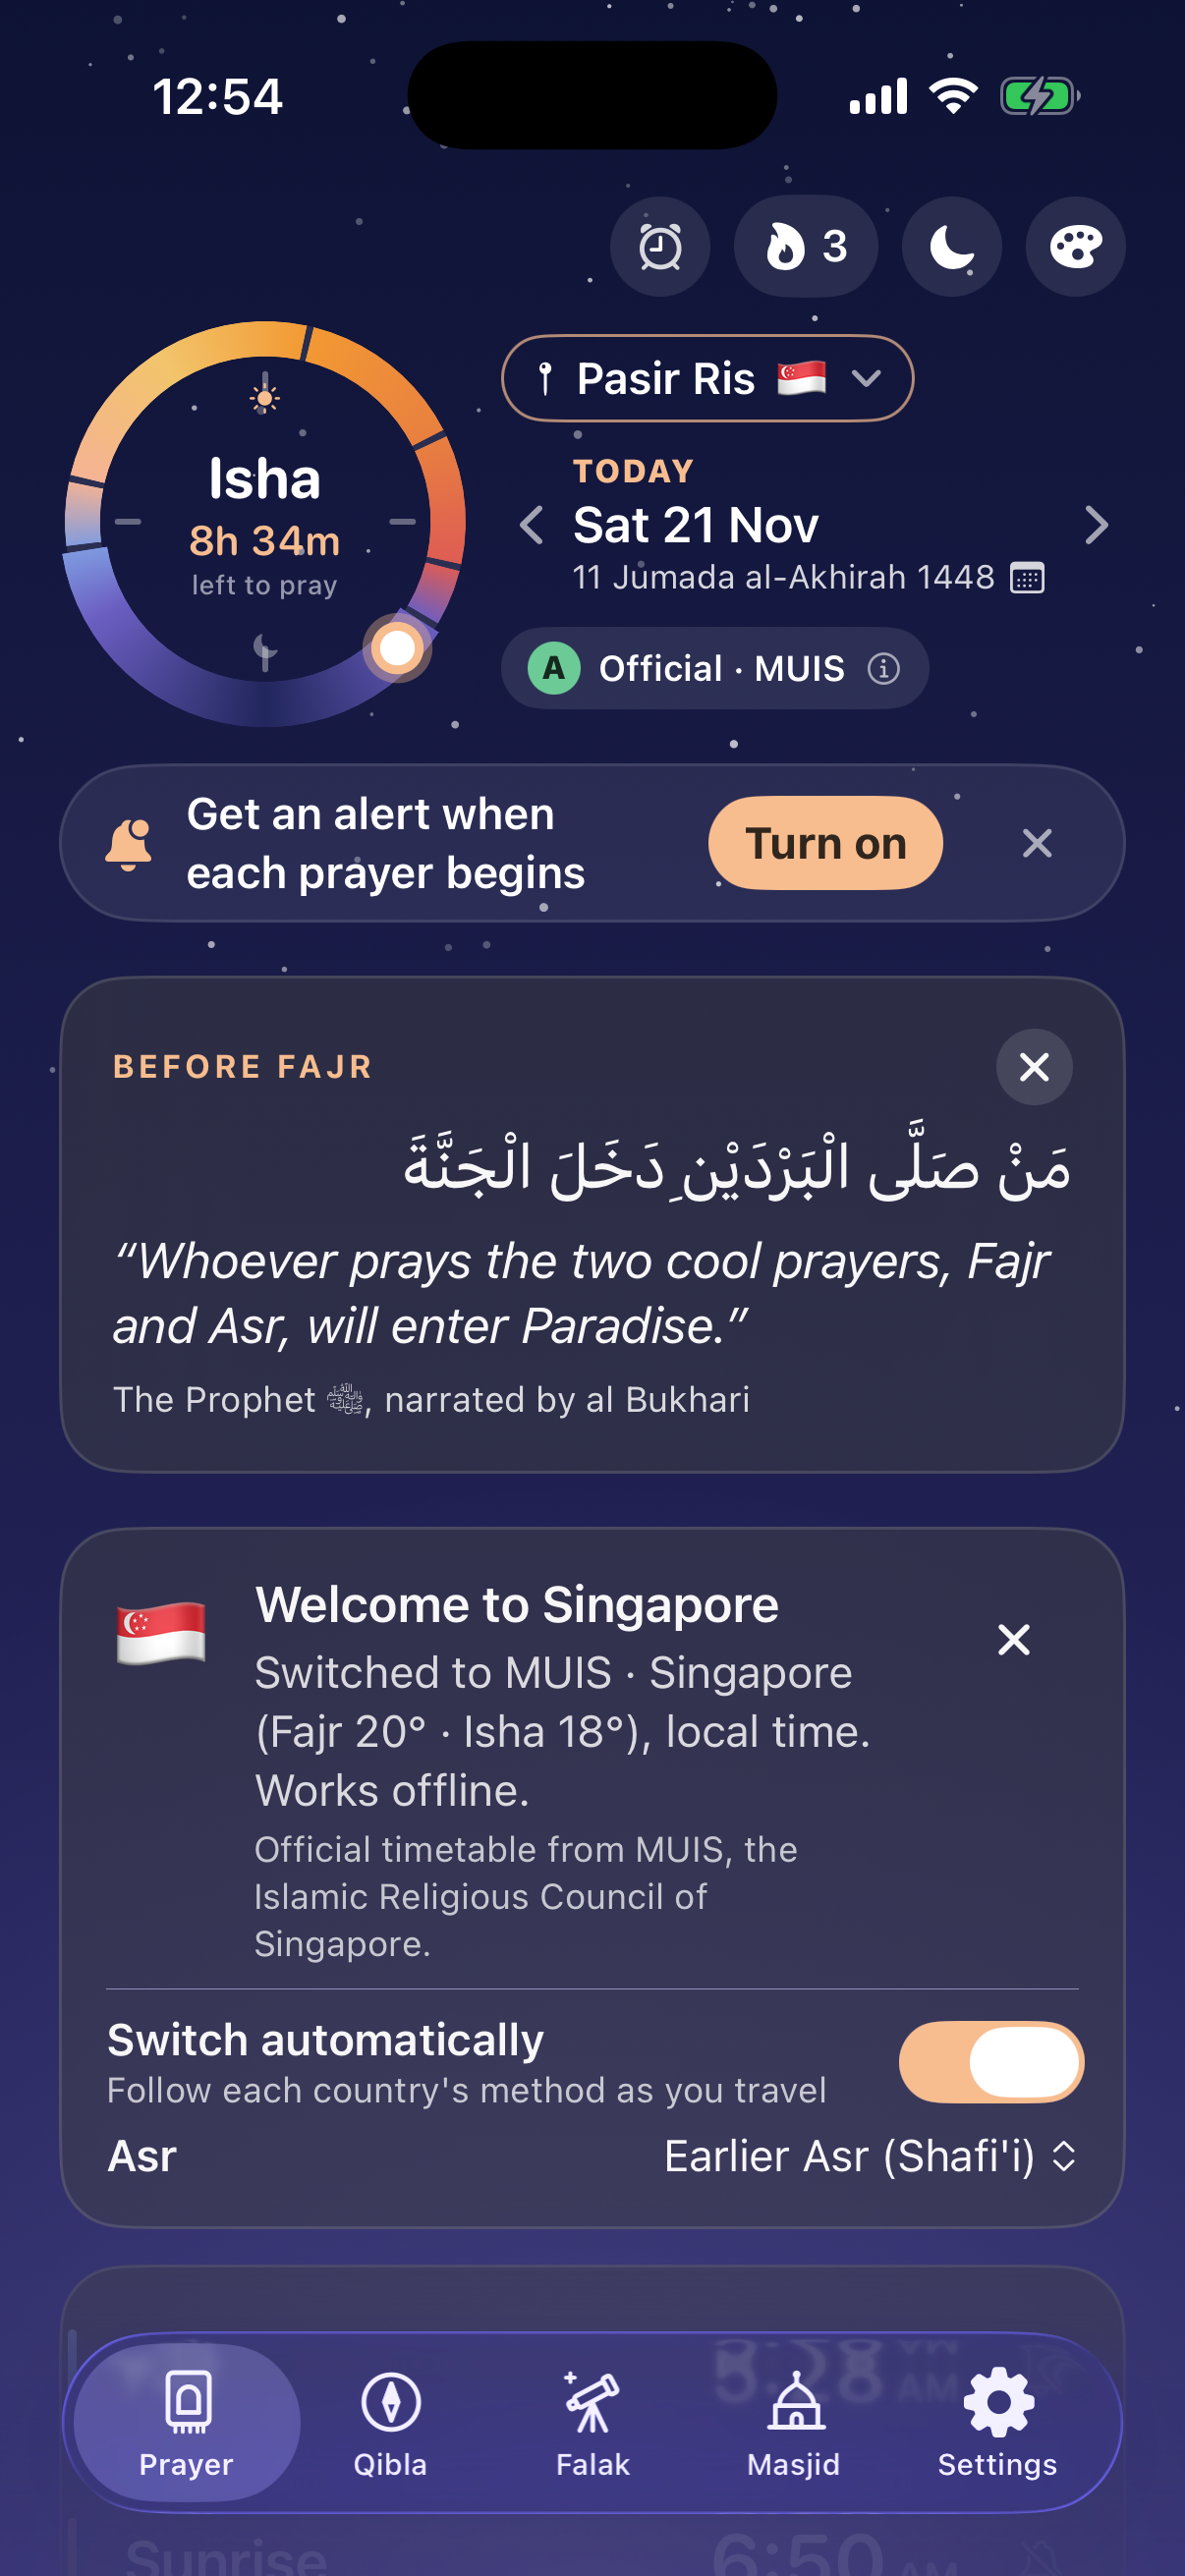 12:54
3
Pasir Ris
TODAY
Sat 21 Nov
11 Jumada al-Akhirah 1448
A Official · MUIS
Isha
8h 34m
left to pray
Get an alert when
each prayer begins
Turn on
BEFORE FAJR
مَنْ صَلَّى الْبَرْدَيْنِ دَخَلَ الْجَنَّةَ
“Whoever prays the two cool prayers, Fajr
and Asr, will enter Paradise.”
The Prophet ﷺ, narrated by al Bukhari
Welcome to Singapore
Switched to MUIS · Singapore
(Fajr 20° · Isha 18°), local time.
Works offline.
Official timetable from MUIS, the
Islamic Religious Council of
Singapore.
Switch automatically
Follow each country's method as you travel
Asr Earlier Asr (Shafi'i)
AM
Prayer Qibla Falak Masjid Settings
Sunrise 6:50 AM